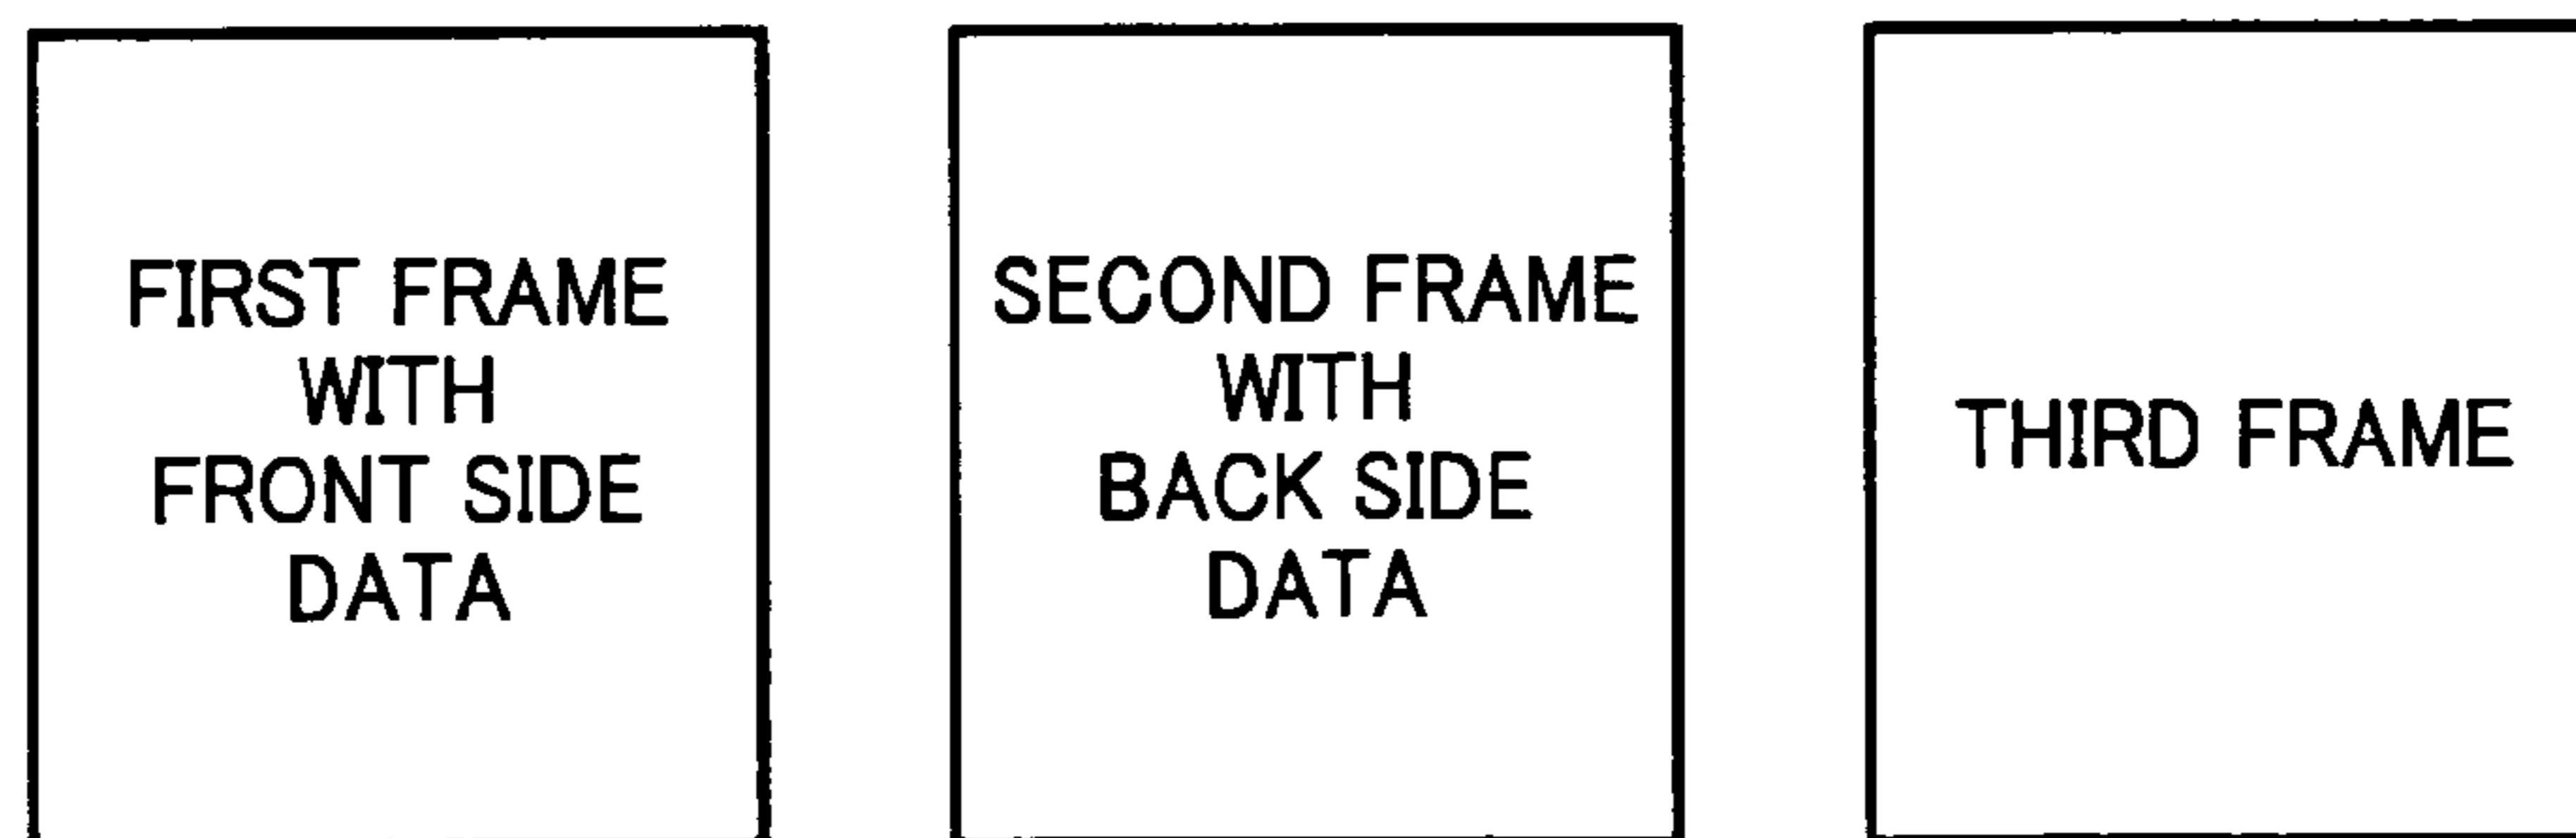 FIRST FRAME
WITH
FRONT SIDE
DATA
SECOND FRAME
WITH
BACK SIDE
DATA
THIRD FRAME